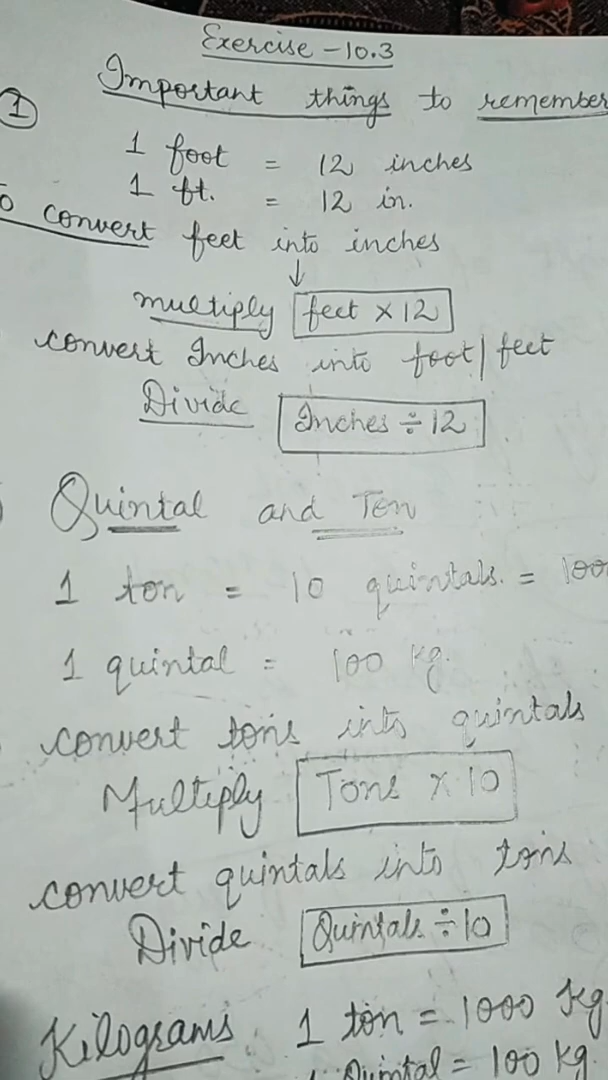 Exercise - 10.3
Important things to remember
1
1 foot = 12 inches
1 ft. = 12 in.
convert feet into inches
↓
multiply feet × 12
convert Inches into foot/feet
Divide Inches ÷ 12
Quintal and Ton
1 ton = 10 quintals. = 100
1 quintal = 100 kg.
convert tons into quintals
Multiply Tons × 10
convert quintals into tons
Divide Quintals ÷ 10
Kilograms 1 ton = 1000 kg
Quintal = 100 kg.